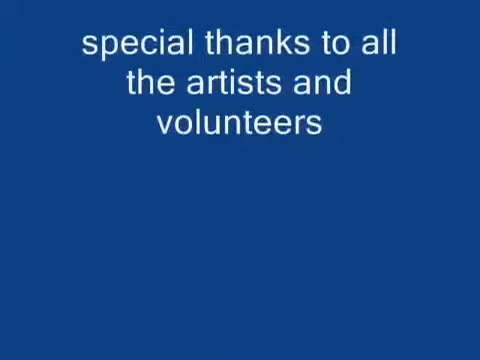 special thanks to all
the artists and
volunteers